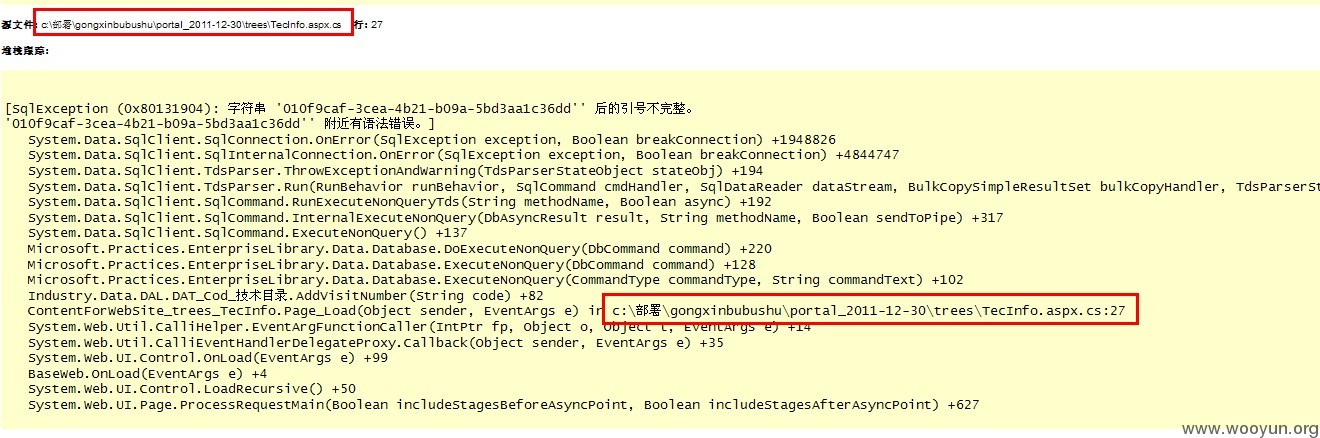 源文件: c:\部署\gongxinbubushu\portal_2011-12-30\trees\TecInfo.aspx.cs 行: 27
堆栈跟踪:
[SqlException (0x80131904): 字符串 '010f9caf-3cea-4b21-b09a-5bd3aa1c36dd'' 后的引号不完整。
'010f9caf-3cea-4b21-b09a-5bd3aa1c36dd'' 附近有语法错误。]
System.Data.SqlClient.SqlConnection.OnError(SqlException exception, Boolean breakConnection) +1948826
System.Data.SqlClient.SqlInternalConnection.OnError(SqlException exception, Boolean breakConnection) +4844747
System.Data.SqlClient.TdsParser.ThrowExceptionAndWarning(TdsParserStateObject stateObj) +194
System.Data.SqlClient.TdsParser.Run(RunBehavior runBehavior, SqlCommand cmdHandler, SqlDataReader dataStream, BulkCopySimpleResultSet bulkCopyHandler, TdsParserSt
System.Data.SqlClient.SqlCommand.RunExecuteNonQueryTds(String methodName, Boolean async) +192
System.Data.SqlClient.SqlCommand.InternalExecuteNonQuery(DbAsyncResult result, String methodName, Boolean sendToPipe) +317
System.Data.SqlClient.SqlCommand.ExecuteNonQuery() +137
Microsoft.Practices.EnterpriseLibrary.Data.Database.DoExecuteNonQuery(DbCommand command) +220
Microsoft.Practices.EnterpriseLibrary.Data.Database.ExecuteNonQuery(DbCommand command) +128
Microsoft.Practices.EnterpriseLibrary.Data.Database.ExecuteNonQuery(CommandType commandType, String commandText) +102
Industry.Data.DAL.DAT_Cod_技术目录.AddVisitNumber(String code) +82
ContentForWebSite_trees_TecInfo.Page_Load(Object sender, EventArgs e) in c:\部署\gongxinbubushu\portal_2011-12-30\trees\TecInfo.aspx.cs:27
System.Web.Util.CalliHelper.EventArgFunctionCaller(IntPtr fp, Object o, Object t, EventArgs e) +14
System.Web.Util.CalliEventHandlerDelegateProxy.Callback(Object sender, EventArgs e) +35
System.Web.UI.Control.OnLoad(EventArgs e) +99
BaseWeb.OnLoad(EventArgs e) +4
System.Web.UI.Control.LoadRecursive() +50
System.Web.UI.Page.ProcessRequestMain(Boolean includeStagesBeforeAsyncPoint, Boolean includeStagesAfterAsyncPoint) +627
www.wooyun.org